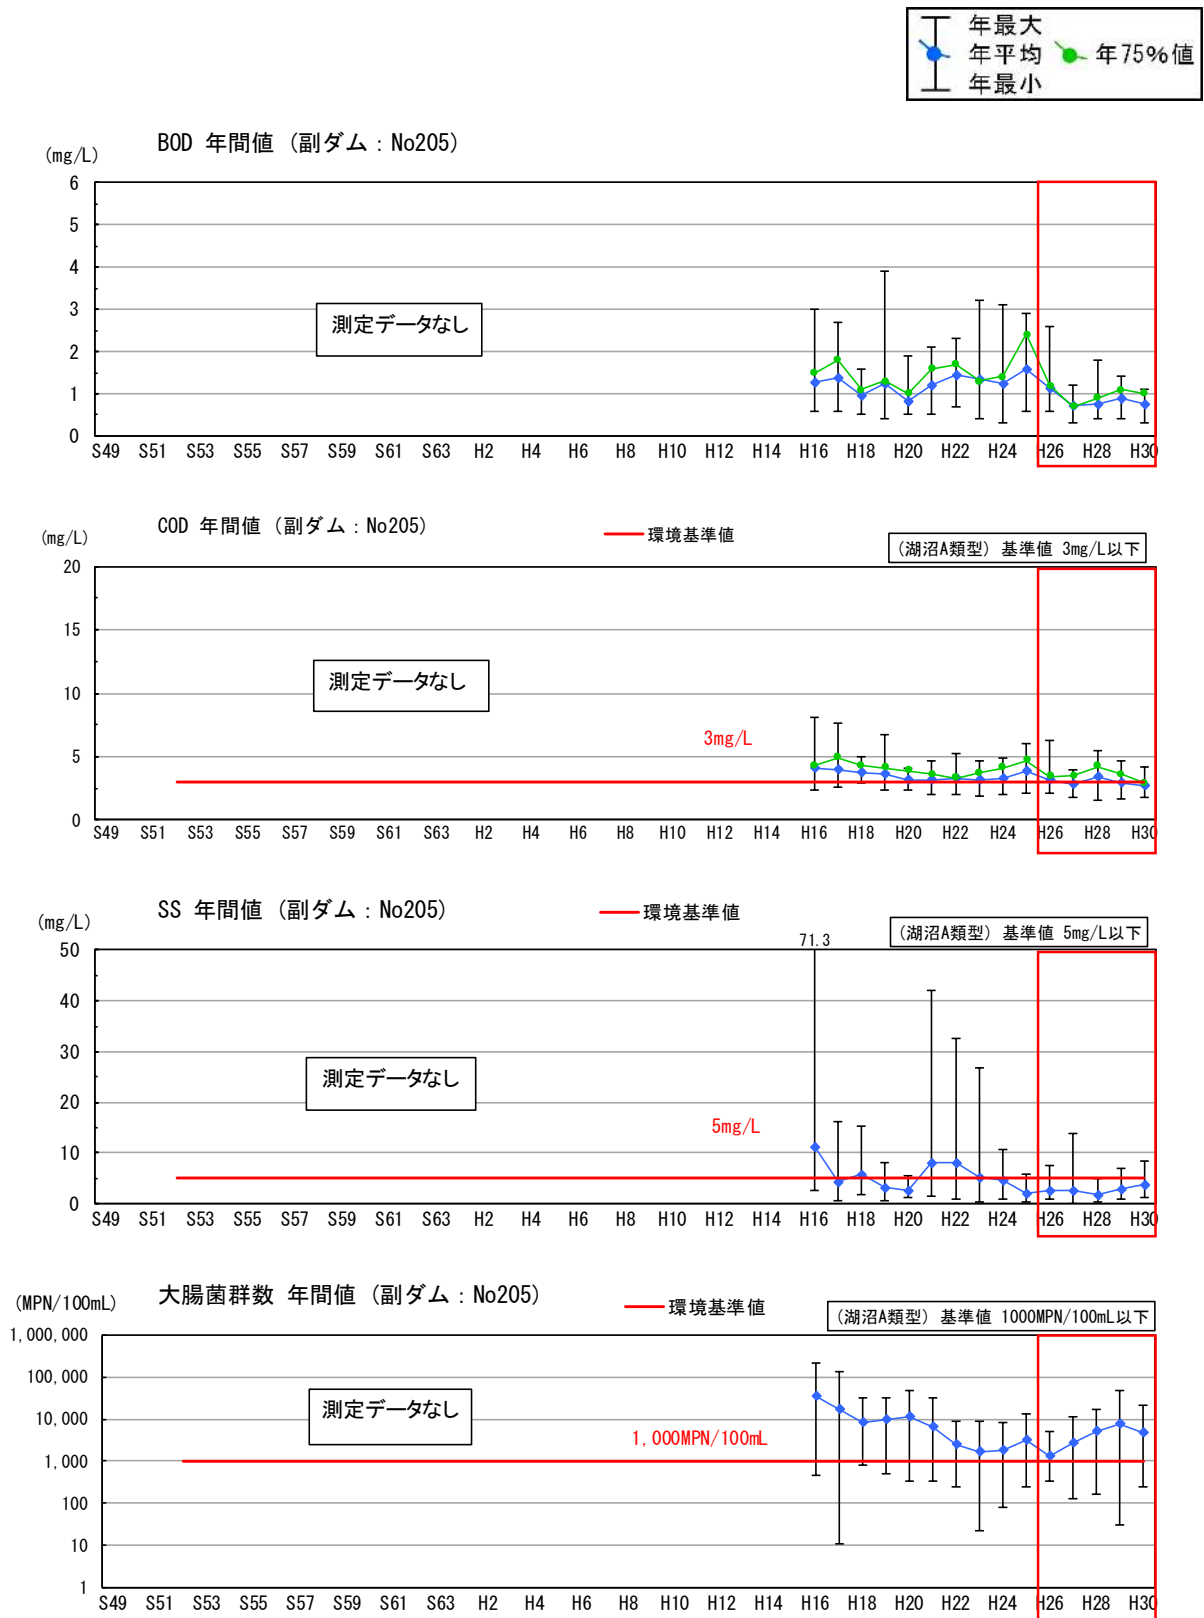 年最大
年平均 年75%値
年最小
BOD 年間値 (副ダム：No205)
(mg/L)
6
5
4
3
2
1
0
測定データなし
S49 S51 S53 S55 S57 S59 S61 S63 H2 H4 H6 H8 H10 H12 H14 H16 H18 H20 H22 H24 H26 H28 H30
COD 年間値 (副ダム：No205)
環境基準値
(mg/L)
(湖沼A類型) 基準値 3mg/L以下
20
15
10
5
0
測定データなし
3mg/L
S49 S51 S53 S55 S57 S59 S61 S63 H2 H4 H6 H8 H10 H12 H14 H16 H18 H20 H22 H24 H26 H28 H30
SS 年間値 (副ダム：No205)
環境基準値
(mg/L)
(湖沼A類型) 基準値 5mg/L以下
71.3
50
40
30
20
10
0
測定データなし
5mg/L
S49 S51 S53 S55 S57 S59 S61 S63 H2 H4 H6 H8 H10 H12 H14 H16 H18 H20 H22 H24 H26 H28 H30
大腸菌群数 年間値 (副ダム：No205)
環境基準値
(MPN/100mL)
(湖沼A類型) 基準値 1000MPN/100mL以下
1,000,000
100,000
10,000
1,000
100
10
1
測定データなし
1,000MPN/100mL
S49 S51 S53 S55 S57 S59 S61 S63 H2 H4 H6 H8 H10 H12 H14 H16 H18 H20 H22 H24 H26 H28 H30